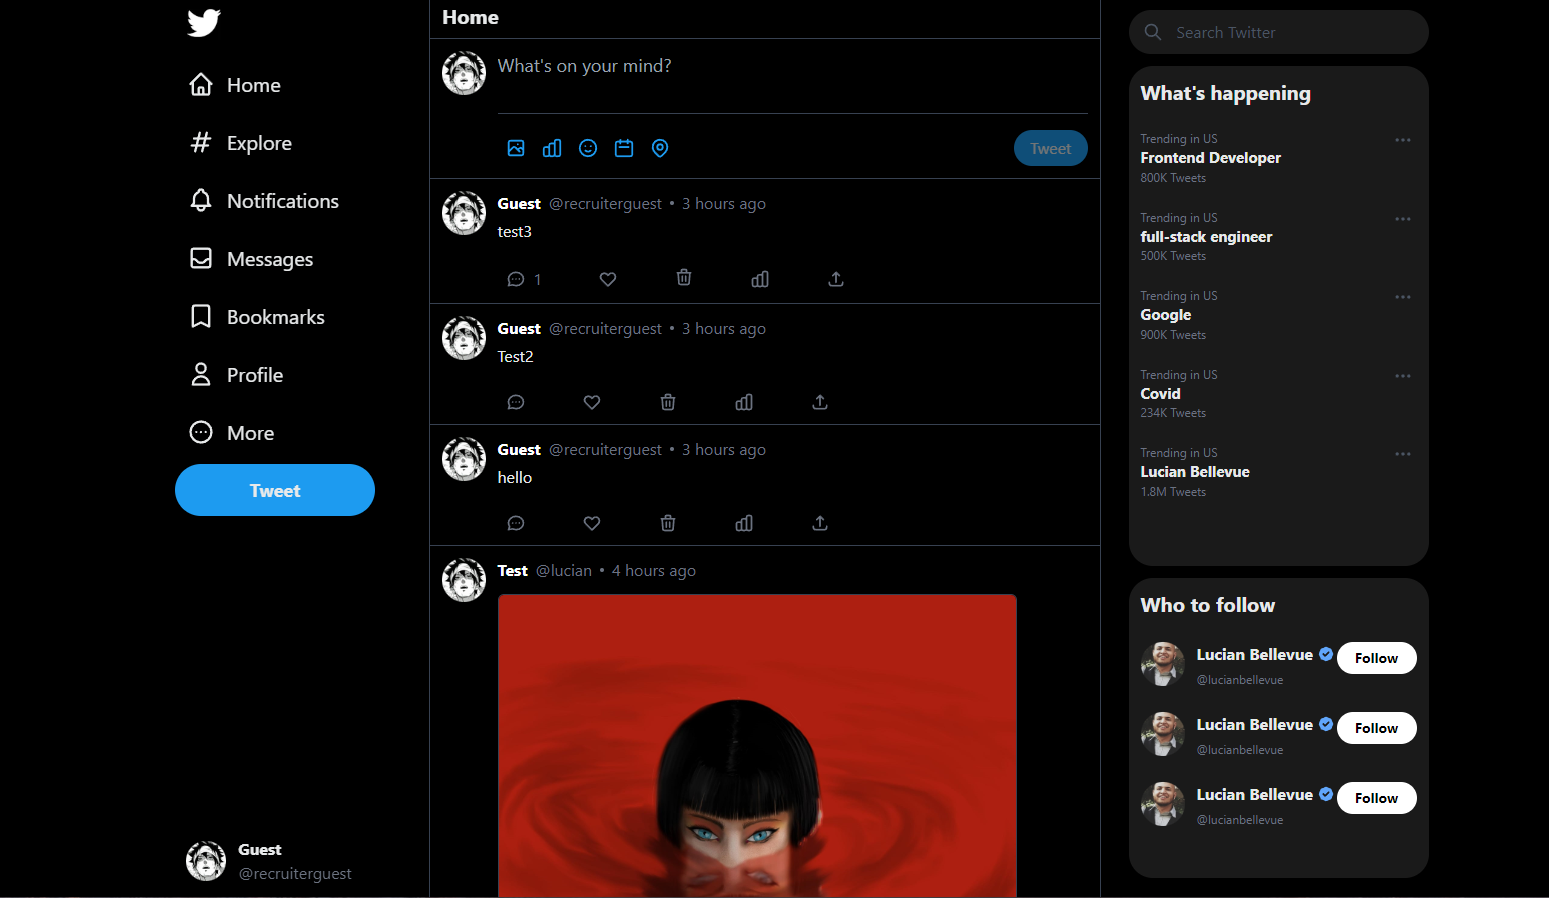 Home
Explore
Notifications
Messages
Bookmarks
Profile
More
Tweet
Guest
@recruiterguest
Home
What's on your mind?
Tweet
Guest @recruiterguest • 3 hours ago
test3
1
Guest @recruiterguest • 3 hours ago
Test2
Guest @recruiterguest • 3 hours ago
hello
Test @lucian • 4 hours ago
Search Twitter
What's happening
Trending in US
Frontend Developer
800K Tweets
Trending in US
full-stack engineer
500K Tweets
Trending in US
Google
900K Tweets
Trending in US
Covid
234K Tweets
Trending in US
Lucian Bellevue
1.8M Tweets
Who to follow
Lucian Bellevue Follow
@lucianbellevue
Lucian Bellevue Follow
@lucianbellevue
Lucian Bellevue Follow
@lucianbellevue